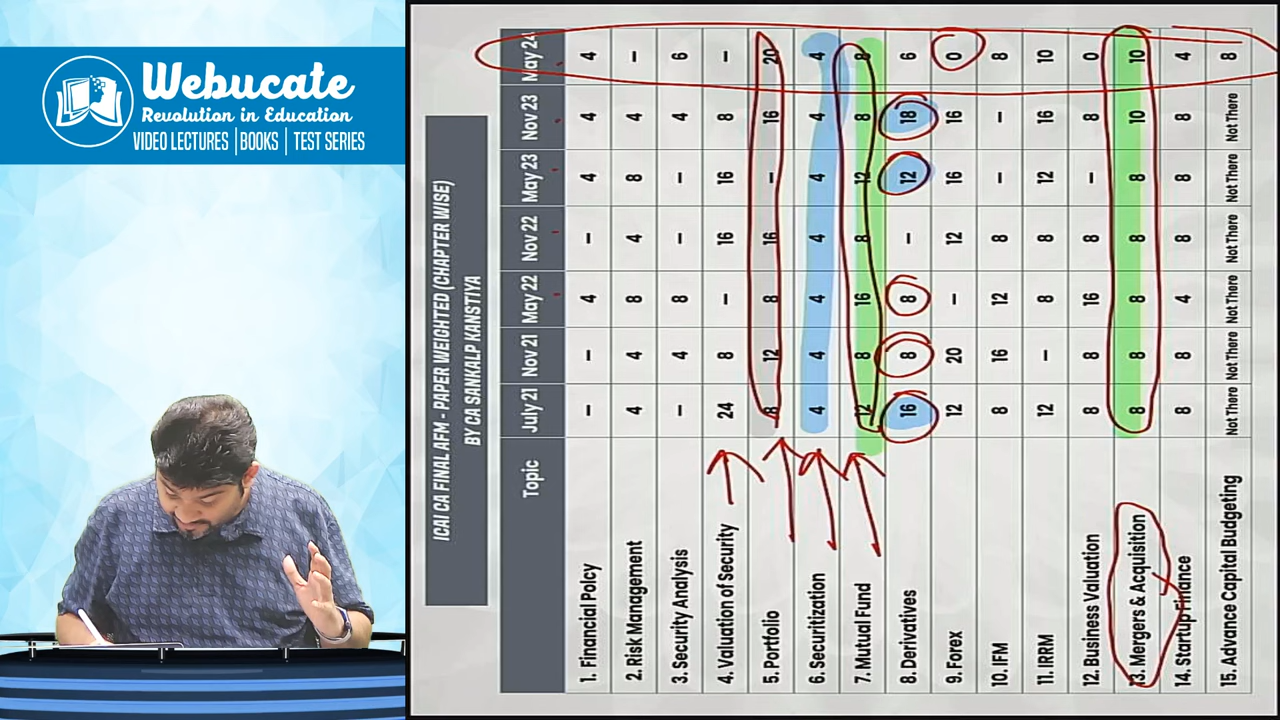 Webucate
Revolution in Education
VIDEO LECTURES | BOOKS | TEST SERIES
ICAI CA FINAL AFM - PAPER WEIGHTED (CHAPTER WISE)
BY CA SANKALP KANSTIYA
Topic July 21 Nov 21 May 22 Nov 22 May 23 Nov 23 May 24
1. Financial Policy – – 4 – 4 4 4
2. Risk Management 4 4 8 4 8 4 –
3. Security Analysis – 4 8 – – 4 6
4. Valuation of Security 24 8 – 16 16 8 –
5. Portfolio 8 12 8 16 – 16 20
6. Securitization 4 4 4 4 4 4 4
7. Mutual Fund 12 8 16 8 12 8 8
8. Derivatives 16 8 8 – 12 18 6
9. Forex 12 20 – 12 16 16 0
10. IFM 8 16 12 8 – – 8
11. IRRM 12 – 8 8 12 16 10
12. Business Valuation 8 8 16 8 – 8 0
13. Mergers & Acquisition 8 8 8 8 8 10 10
14. Startup Finance 8 8 4 8 8 8 4
15. Advance Capital Budgeting Not There Not There Not There Not There Not There Not There 8